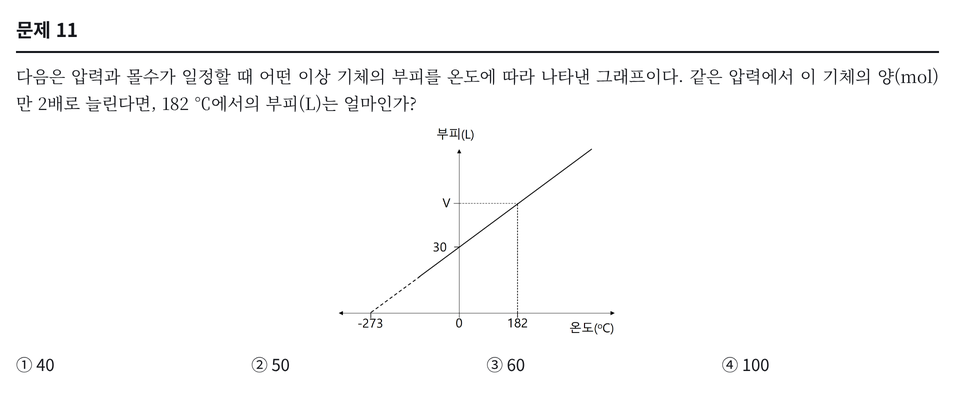 문제 11
다음은 압력과 몰수가 일정할 때 어떤 이상 기체의 부피를 온도에 따라 나타낸 그래프이다. 같은 압력에서 이 기체의 양(mol)
만 2배로 늘린다면, 182 ℃에서의 부피(L)는 얼마인가?
부피(L)
V
30
-273
0
182
온도(ºC)
① 40
② 50
③ 60
④ 100